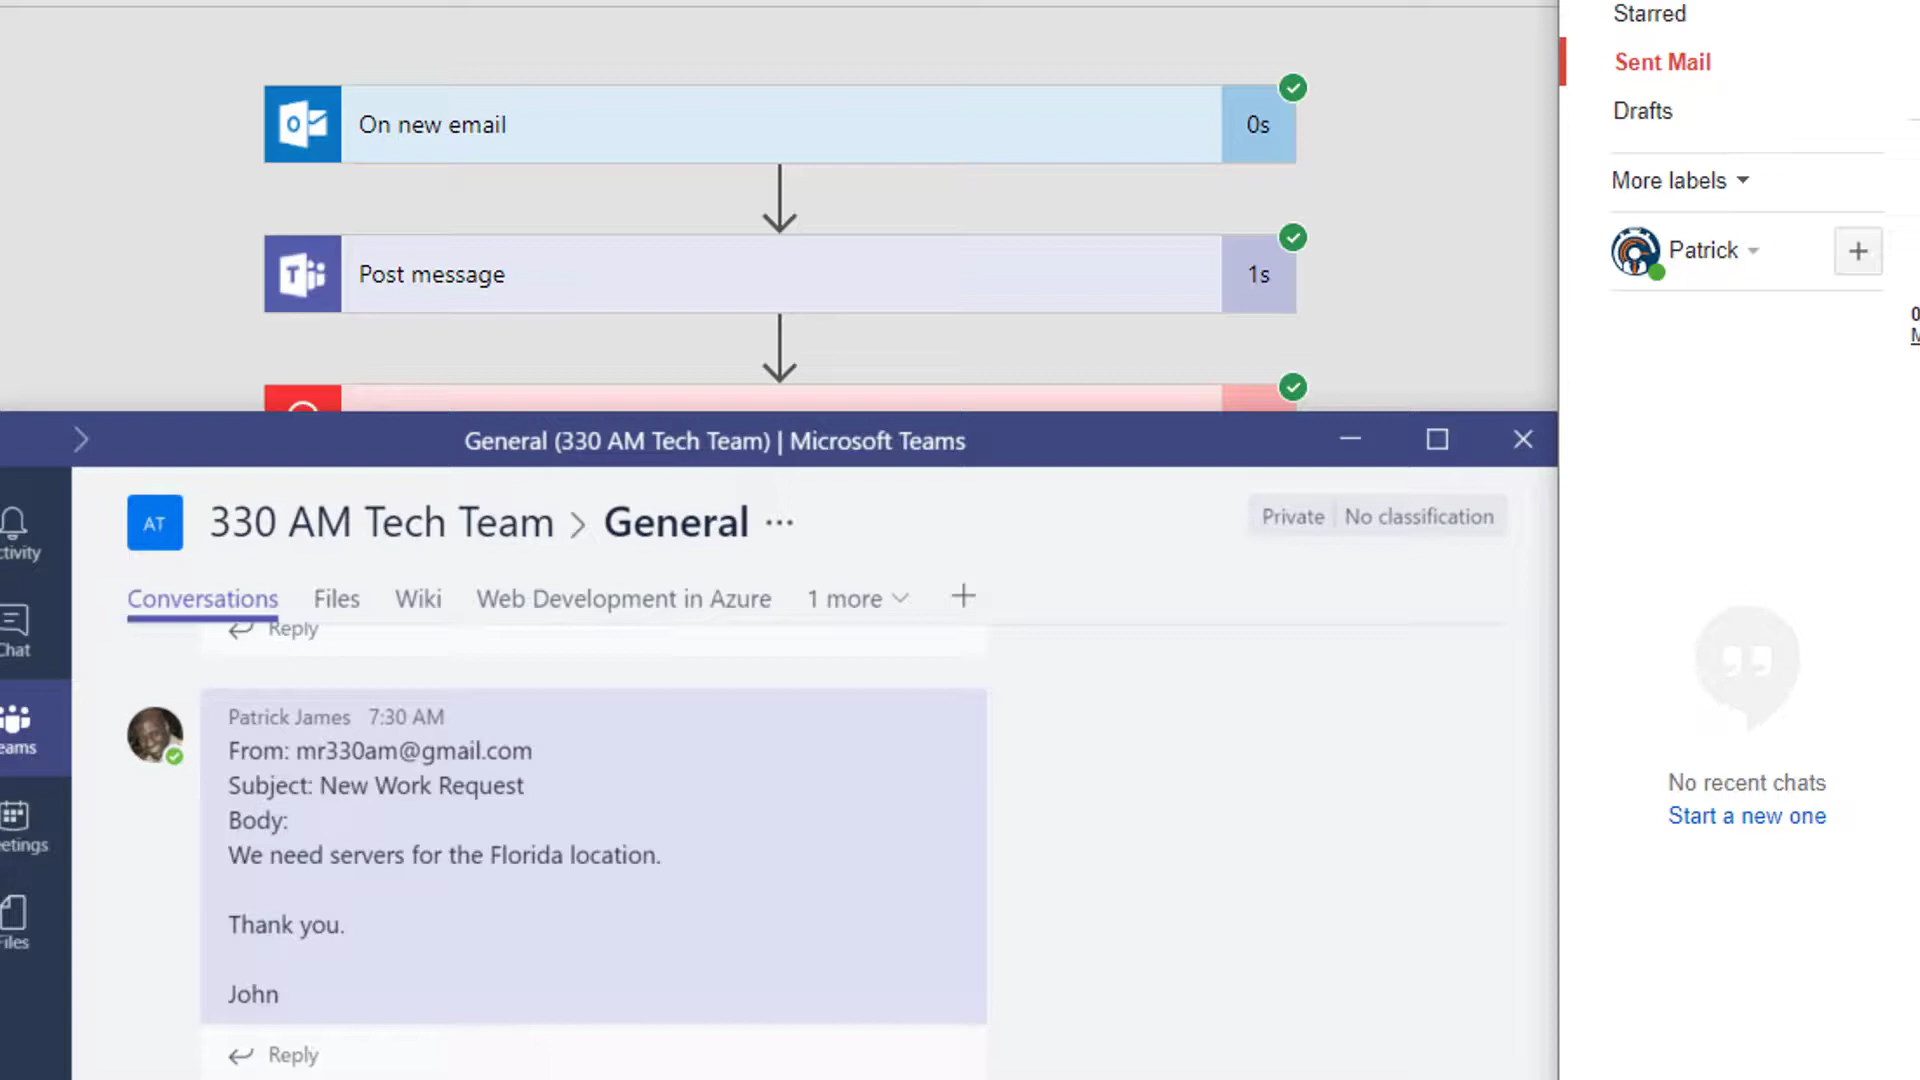 On new email
0s
Post message
1s
General (330 AM Tech Team) | Microsoft Teams
AT
330 AM Tech Team > General ...
Private
No classification
Conversations
Files
Wiki
Web Development in Azure
1 more
Reply
Patrick James 7:30 AM
From: mr330am@gmail.com
Subject: New Work Request
Body:
We need servers for the Florida location.
Thank you.
John
Reply
ctivity
Chat
eams
eetings
Files
Starred
Sent Mail
Drafts
More labels
Patrick
No recent chats
Start a new one